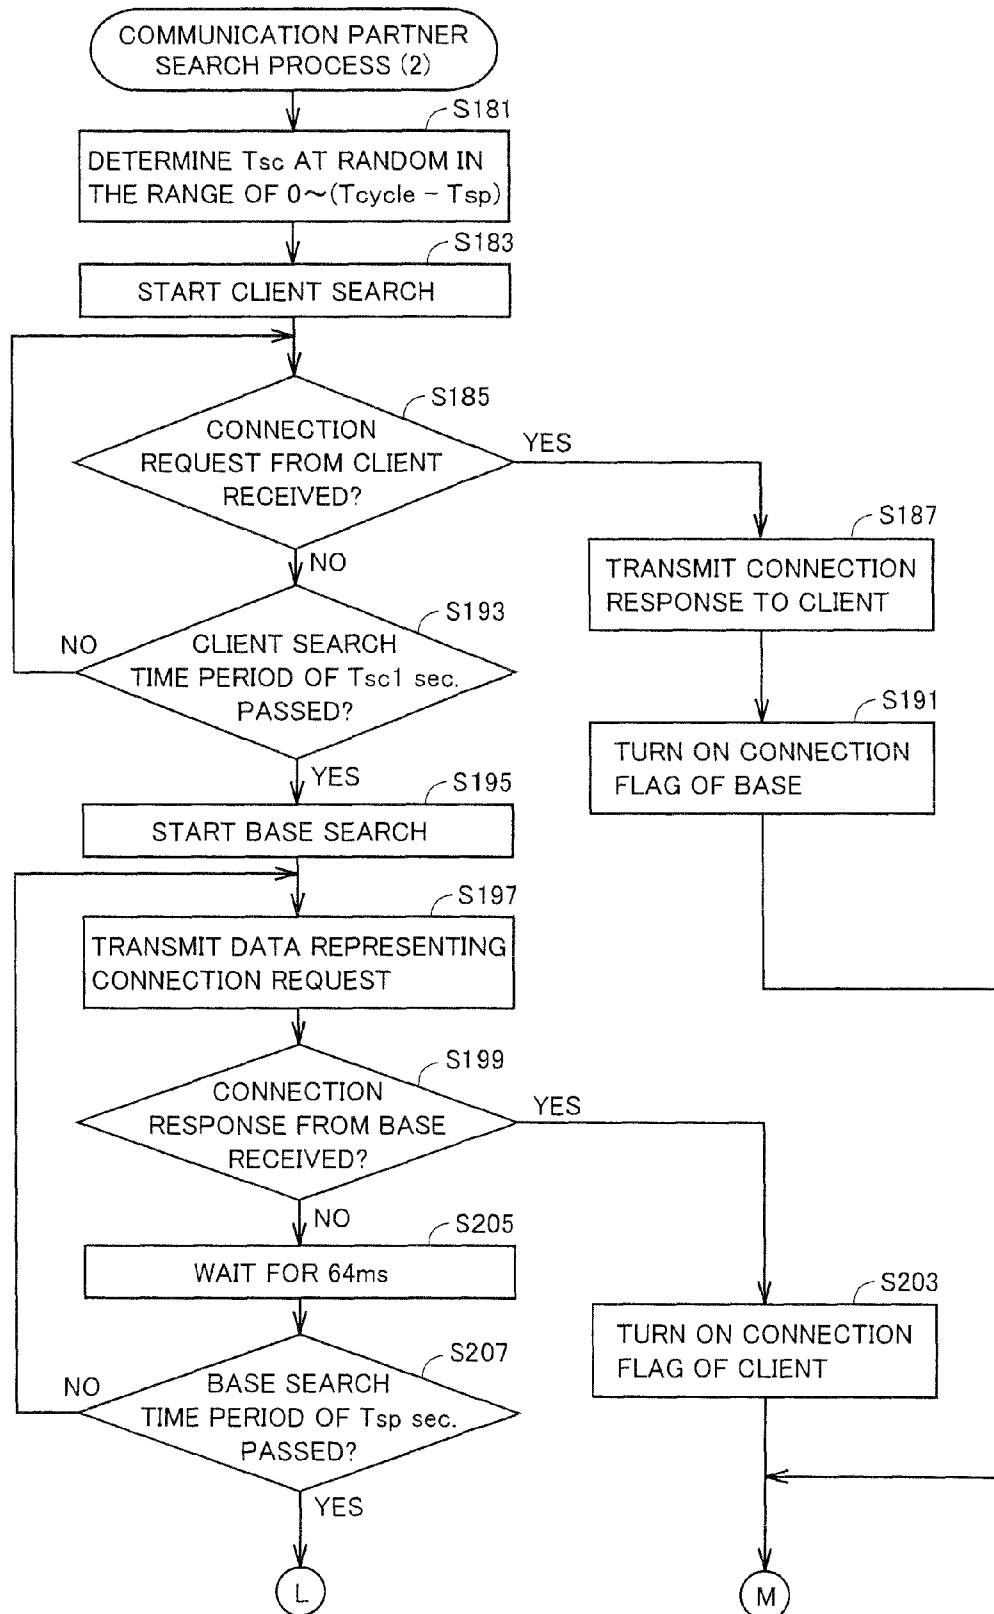 COMMUNICATION PARTNER
SEARCH PROCESS (2)
S181
DETERMINE Tsc AT RANDOM IN
THE RANGE OF 0～(Tcycle - Tsp)
S183
START CLIENT SEARCH
S185
CONNECTION
REQUEST FROM CLIENT
RECEIVED?
YES
NO
S187
TRANSMIT CONNECTION
RESPONSE TO CLIENT
S193
CLIENT SEARCH
TIME PERIOD OF Tsc1 sec.
PASSED?
NO
YES
S191
TURN ON CONNECTION
FLAG OF BASE
S195
START BASE SEARCH
S197
TRANSMIT DATA REPRESENTING
CONNECTION REQUEST
S199
CONNECTION
RESPONSE FROM BASE
RECEIVED?
YES
NO
S205
WAIT FOR 64ms
S203
TURN ON CONNECTION
FLAG OF CLIENT
S207
BASE SEARCH
TIME PERIOD OF Tsp sec.
PASSED?
NO
YES
L
M